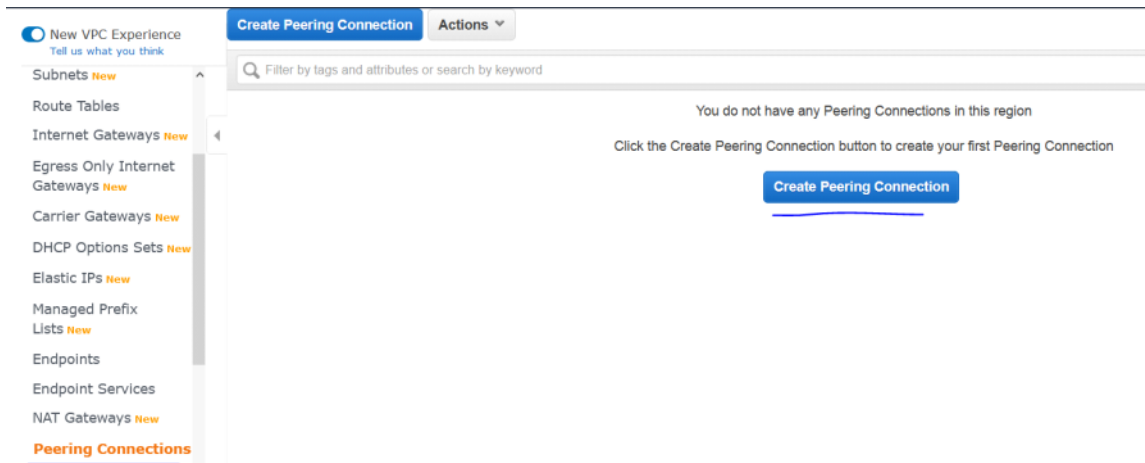 New VPC Experience
Tell us what you think
Subnets New
Route Tables
Internet Gateways New
Egress Only Internet
Gateways New
Carrier Gateways New
DHCP Options Sets New
Elastic IPs New
Managed Prefix
Lists New
Endpoints
Endpoint Services
NAT Gateways New
Peering Connections
Create Peering Connection Actions
Filter by tags and attributes or search by keyword
You do not have any Peering Connections in this region
Click the Create Peering Connection button to create your first Peering Connection
Create Peering Connection